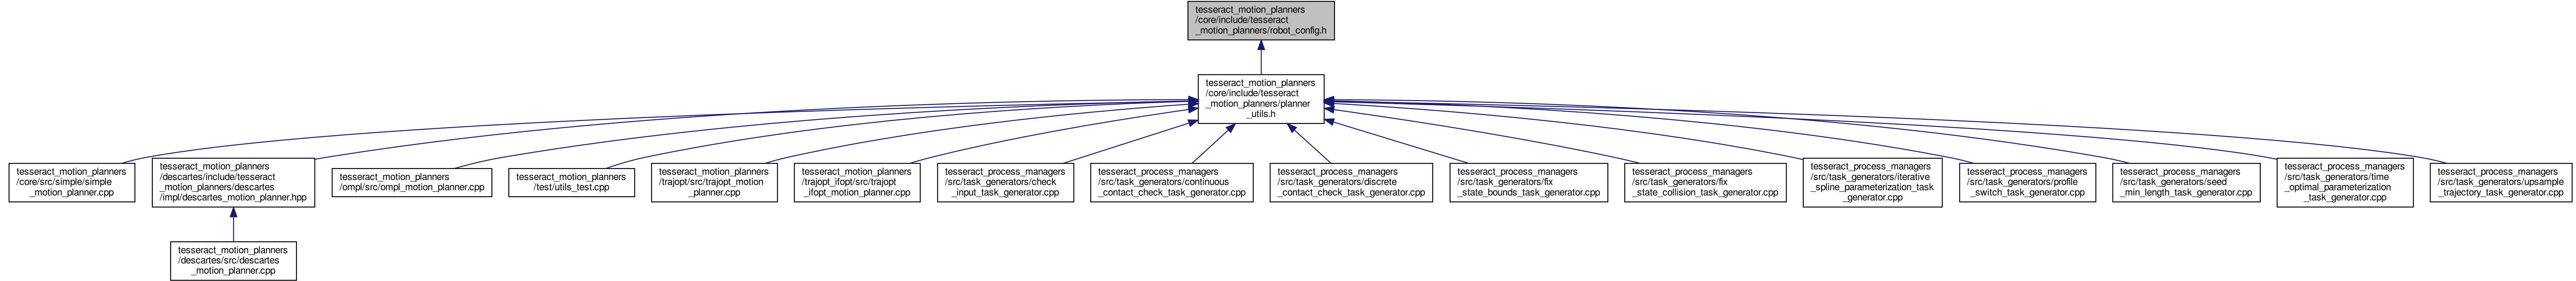 tesseract_motion_planners
/core/include/tesseract
_motion_planners/robot_config.h
tesseract_motion_planners
/core/include/tesseract
_motion_planners/planner
_utils.h
tesseract_motion_planners
/core/src/simple/simple
_motion_planner.cpp
tesseract_motion_planners
/descartes/include/tesseract
_motion_planners/descartes
/impl/descartes_motion_planner.hpp
tesseract_motion_planners
/ompl/src/ompl_motion_planner.cpp
tesseract_motion_planners
/test/utils_test.cpp
tesseract_motion_planners
/trajopt/src/trajopt_motion
_planner.cpp
tesseract_motion_planners
/trajopt_ifopt/src/trajopt
_ifopt_motion_planner.cpp
tesseract_process_managers
/src/task_generators/check
_input_task_generator.cpp
tesseract_process_managers
/src/task_generators/continuous
_contact_check_task_generator.cpp
tesseract_process_managers
/src/task_generators/discrete
_contact_check_task_generator.cpp
tesseract_process_managers
/src/task_generators/fix
_state_bounds_task_generator.cpp
tesseract_process_managers
/src/task_generators/fix
_state_collision_task_generator.cpp
tesseract_process_managers
/src/task_generators/iterative
_spline_parameterization_task
_generator.cpp
tesseract_process_managers
/src/task_generators/profile
_switch_task_generator.cpp
tesseract_process_managers
/src/task_generators/seed
_min_length_task_generator.cpp
tesseract_process_managers
/src/task_generators/time
_optimal_parameterization
_task_generator.cpp
tesseract_process_managers
/src/task_generators/upsample
_trajectory_task_generator.cpp
tesseract_motion_planners
/descartes/src/descartes
_motion_planner.cpp